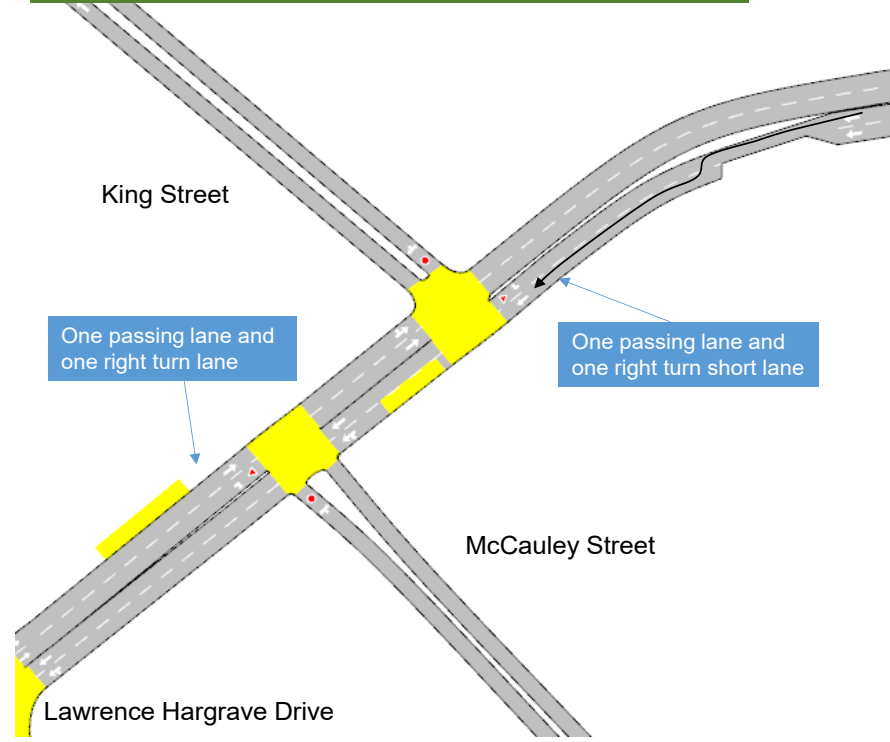 King Street
One passing lane and
one right turn lane
One passing lane and
one right turn short lane
McCauley Street
Lawrence Hargrave Drive